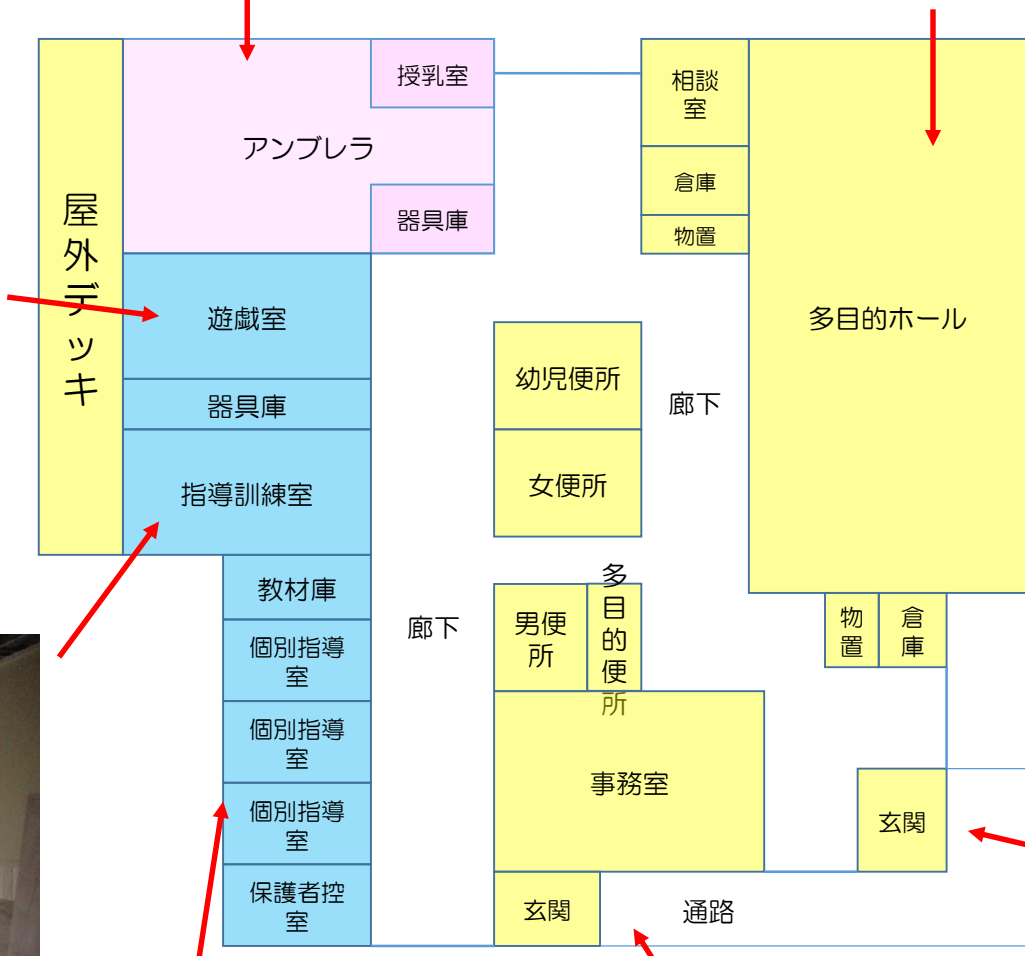 授乳室
アンブレラ
器具庫
相談
室
倉庫
物置
屋外デッキ
遊戯室
器具庫
指導訓練室
多目的ホール
幼児便所
女便所
廊下
教材庫
個別指導
室
個別指導
室
個別指導
室
保護者控
室
廊下
男便
所
多目的便所
物置
倉庫
事務室
玄関
玄関
通路